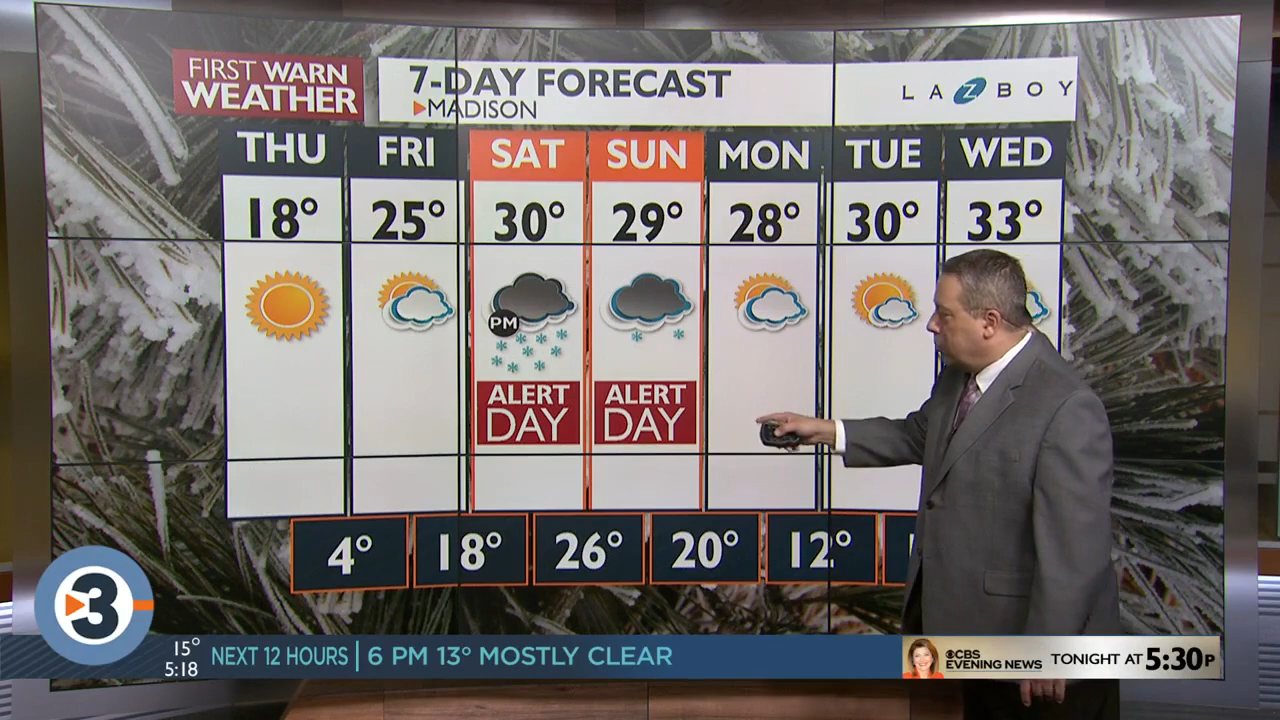 FIRST WARN
WEATHER
7-DAY FORECAST
MADISON
LAZBOY
THU FRI SAT SUN MON TUE WED
18° 25° 30° 29° 28° 30° 33°
PM
ALERT DAY ALERT DAY
4° 18° 26° 20° 12°
3
15°
5:18
NEXT 12 HOURS | 6 PM 13° MOSTLY CLEAR
CBS
EVENING NEWS
TONIGHT AT 5:30P